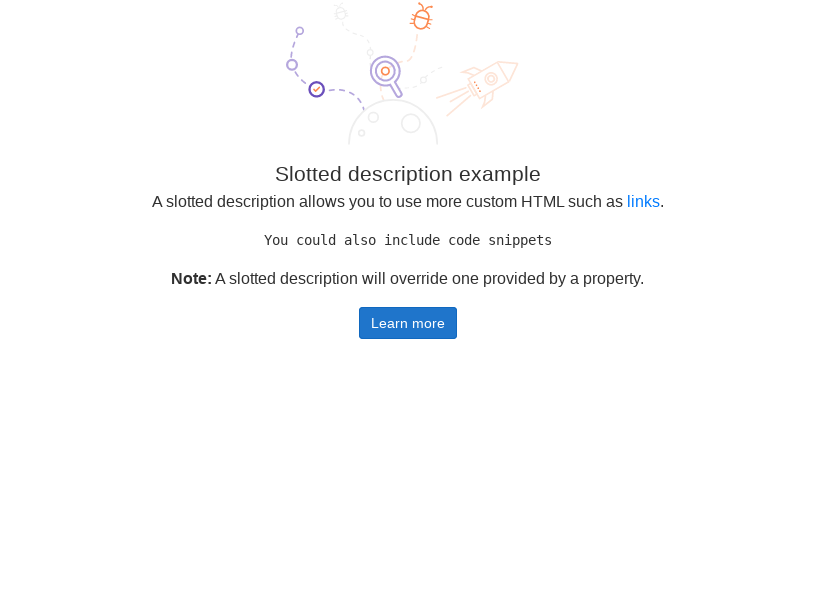 Slotted description example
A slotted description allows you to use more custom HTML such as links.
You could also include code snippets
Note: A slotted description will override one provided by a property.
Learn more